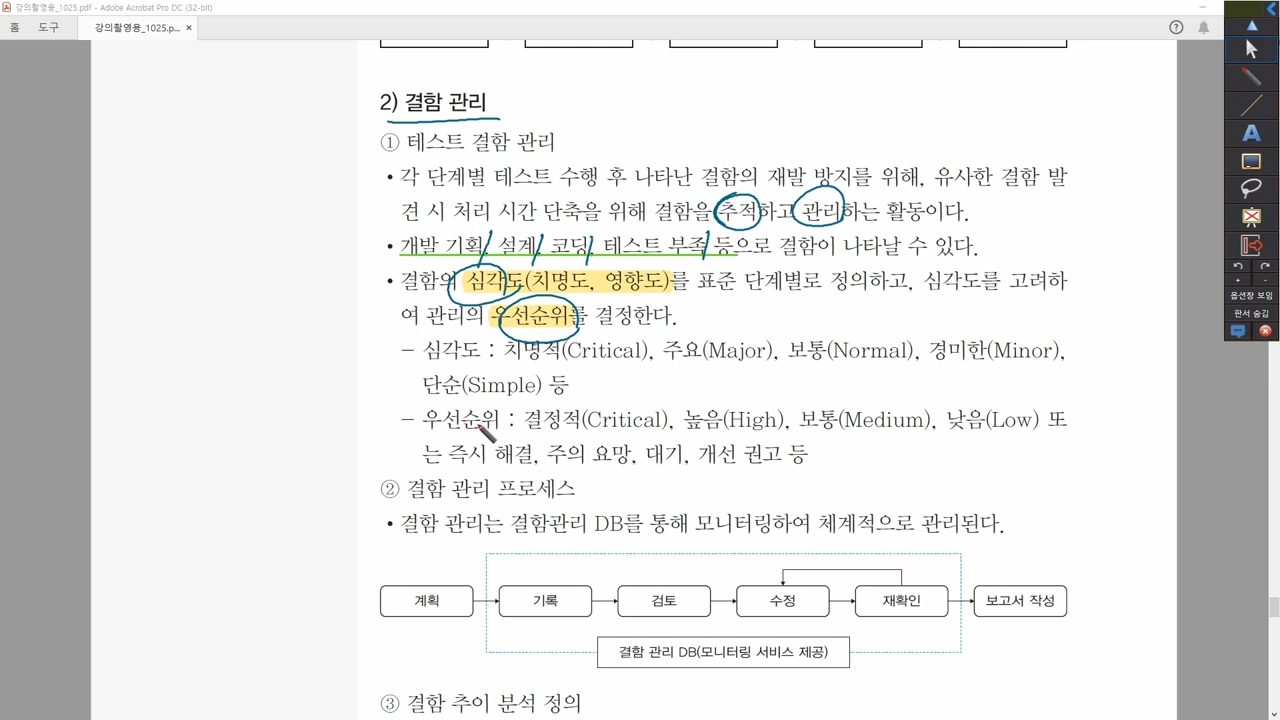 강의촬영용_1025.pdf - Adobe Acrobat Pro DC (32-bit)
홈 도구 강의촬영용_1025.p... ×
2) 결함 관리
① 테스트 결함 관리
• 각 단계별 테스트 수행 후 나타난 결함의 재발 방지를 위해, 유사한 결함 발
견 시 처리 시간 단축을 위해 결함을 추적하고 관리하는 활동이다.
• 개발 기획, 설계, 코딩, 테스트 부족 등으로 결함이 나타날 수 있다.
• 결함의 심각도(치명도, 영향도)를 표준 단계별로 정의하고, 심각도를 고려하
여 관리의 우선순위를 결정한다.
– 심각도 : 치명적(Critical), 주요(Major), 보통(Normal), 경미한(Minor),
단순(Simple) 등
– 우선순위 : 결정적(Critical), 높음(High), 보통(Medium), 낮음(Low) 또
는 즉시 해결, 주의 요망, 대기, 개선 권고 등
② 결함 관리 프로세스
• 결함 관리는 결함관리 DB를 통해 모니터링하여 체계적으로 관리된다.
계획 기록 검토 수정 재확인 보고서 작성
결함 관리 DB(모니터링 서비스 제공)
③ 결함 추이 분석 정의
A
옵션장 보임
판서 숨김